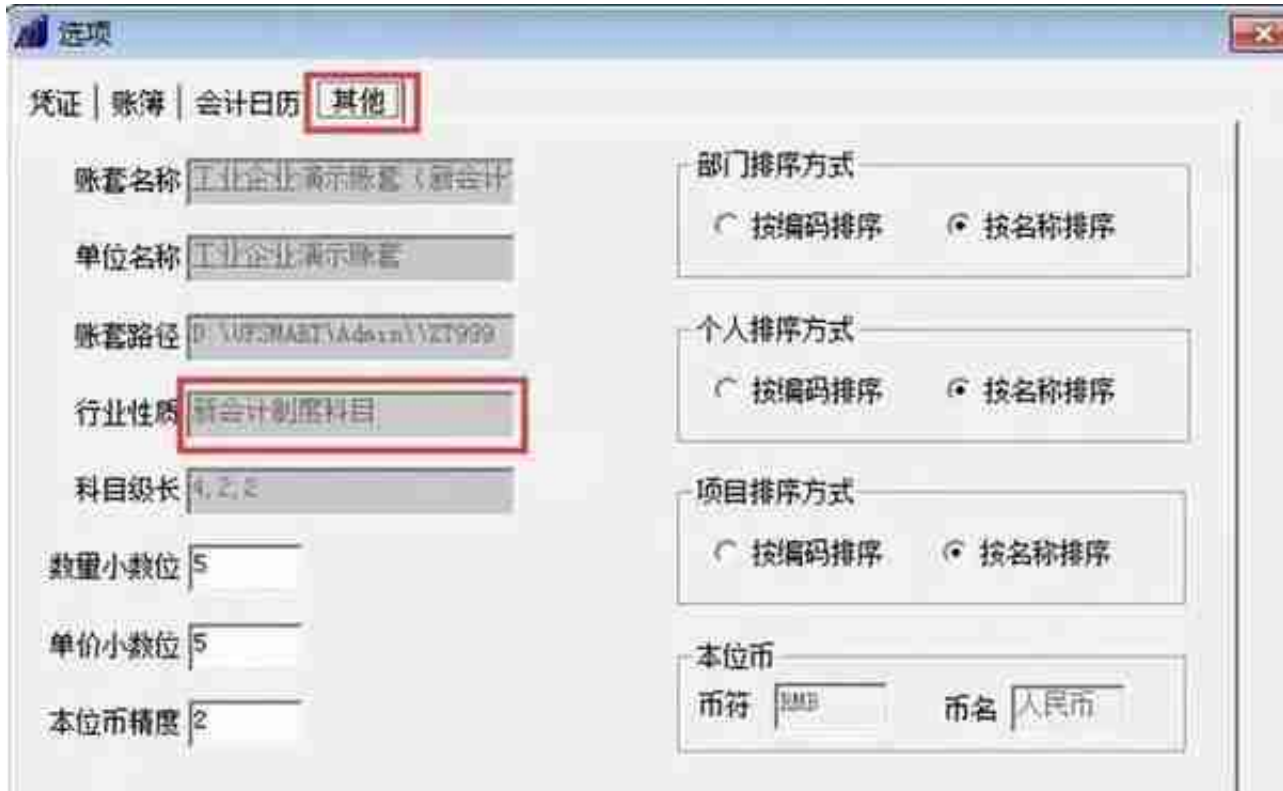 选项
凭证 账簿 会计日历 其他
账套名称 工业企业演示账套（新会计
单位名称 工业企业演示账套
账套路径 D:\UFSMART\Admin\\ZT999
行业性质 新会计制度科目
科目级长 4,2,2
数量小数位 5
单价小数位 5
本位币精度 2
部门排序方式
按编码排序 按名称排序
个人排序方式
按编码排序 按名称排序
项目排序方式
按编码排序 按名称排序
本位币
币符 RMB 币名 人民币